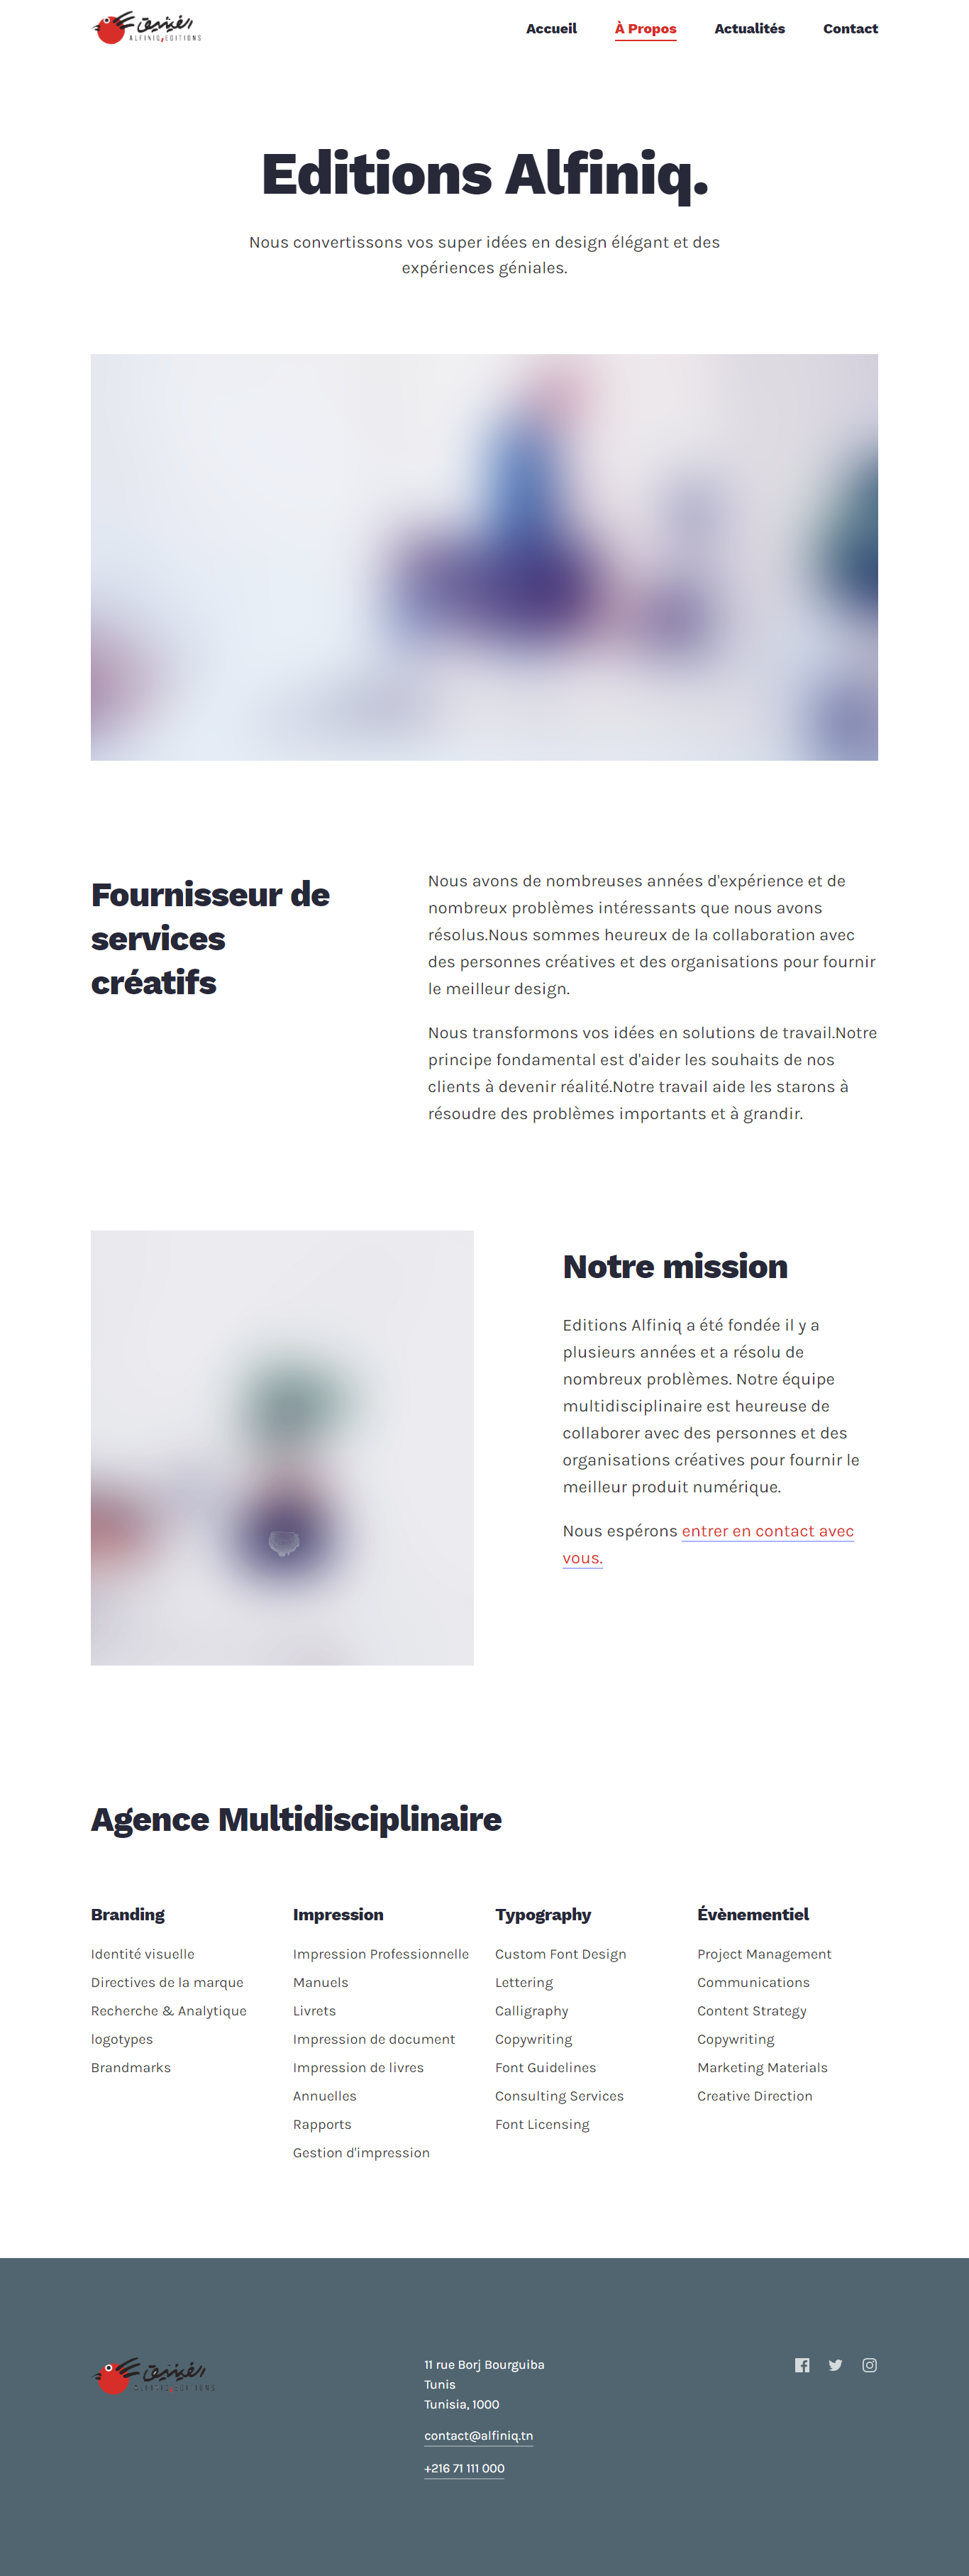 ALFINIQ EDITIONS
Accueil
À Propos
Actualités
Contact
Editions Alfiniq.
Nous convertissons vos super idées en design élégant et des
expériences géniales.
Fournisseur de
services
créatifs
Nous avons de nombreuses années d'expérience et de
nombreux problèmes intéressants que nous avons
résolus.Nous sommes heureux de la collaboration avec
des personnes créatives et des organisations pour fournir
le meilleur design.
Nous transformons vos idées en solutions de travail.Notre
principe fondamental est d'aider les souhaits de nos
clients à devenir réalité.Notre travail aide les starons à
résoudre des problèmes importants et à grandir.
Notre mission
Editions Alfiniq a été fondée il y a
plusieurs années et a résolu de
nombreux problèmes. Notre équipe
multidisciplinaire est heureuse de
collaborer avec des personnes et des
organisations créatives pour fournir le
meilleur produit numérique.
Nous espérons entrer en contact avec
vous.
Agence Multidisciplinaire
Branding
Identité visuelle
Directives de la marque
Recherche & Analytique
logotypes
Brandmarks
Impression
Impression Professionnelle
Manuels
Livrets
Impression de document
Impression de livres
Annuelles
Rapports
Gestion d'impression
Typography
Custom Font Design
Lettering
Calligraphy
Copywriting
Font Guidelines
Consulting Services
Font Licensing
Évènementiel
Project Management
Communications
Content Strategy
Copywriting
Marketing Materials
Creative Direction
ALFINIQ EDITIONS
11 rue Borj Bourguiba
Tunis
Tunisia, 1000
contact@alfiniq.tn
+216 71 111 000